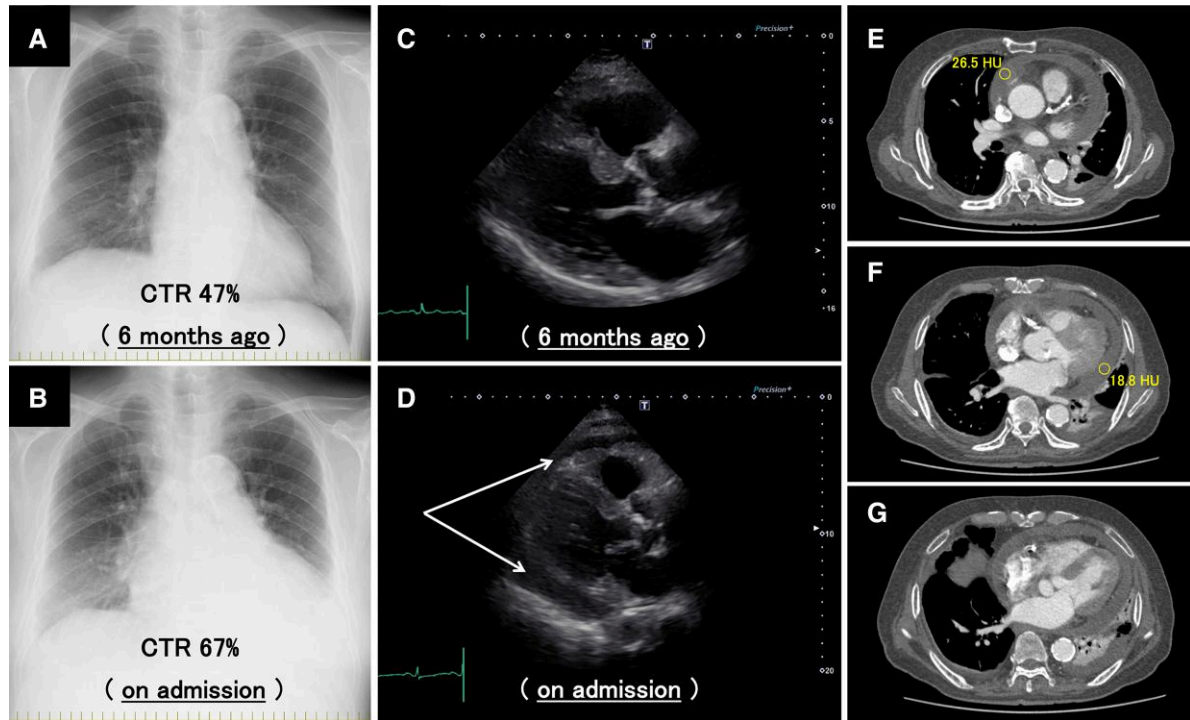 A
CTR 47%
( 6 months ago )
B
CTR 67%
( on admission )
C
Precision+
T
0
5
10
16
( 6 months ago )
D
Precision+
T
0
10
20
( on admission )
E
26.5 HU
F
18.8 HU
G